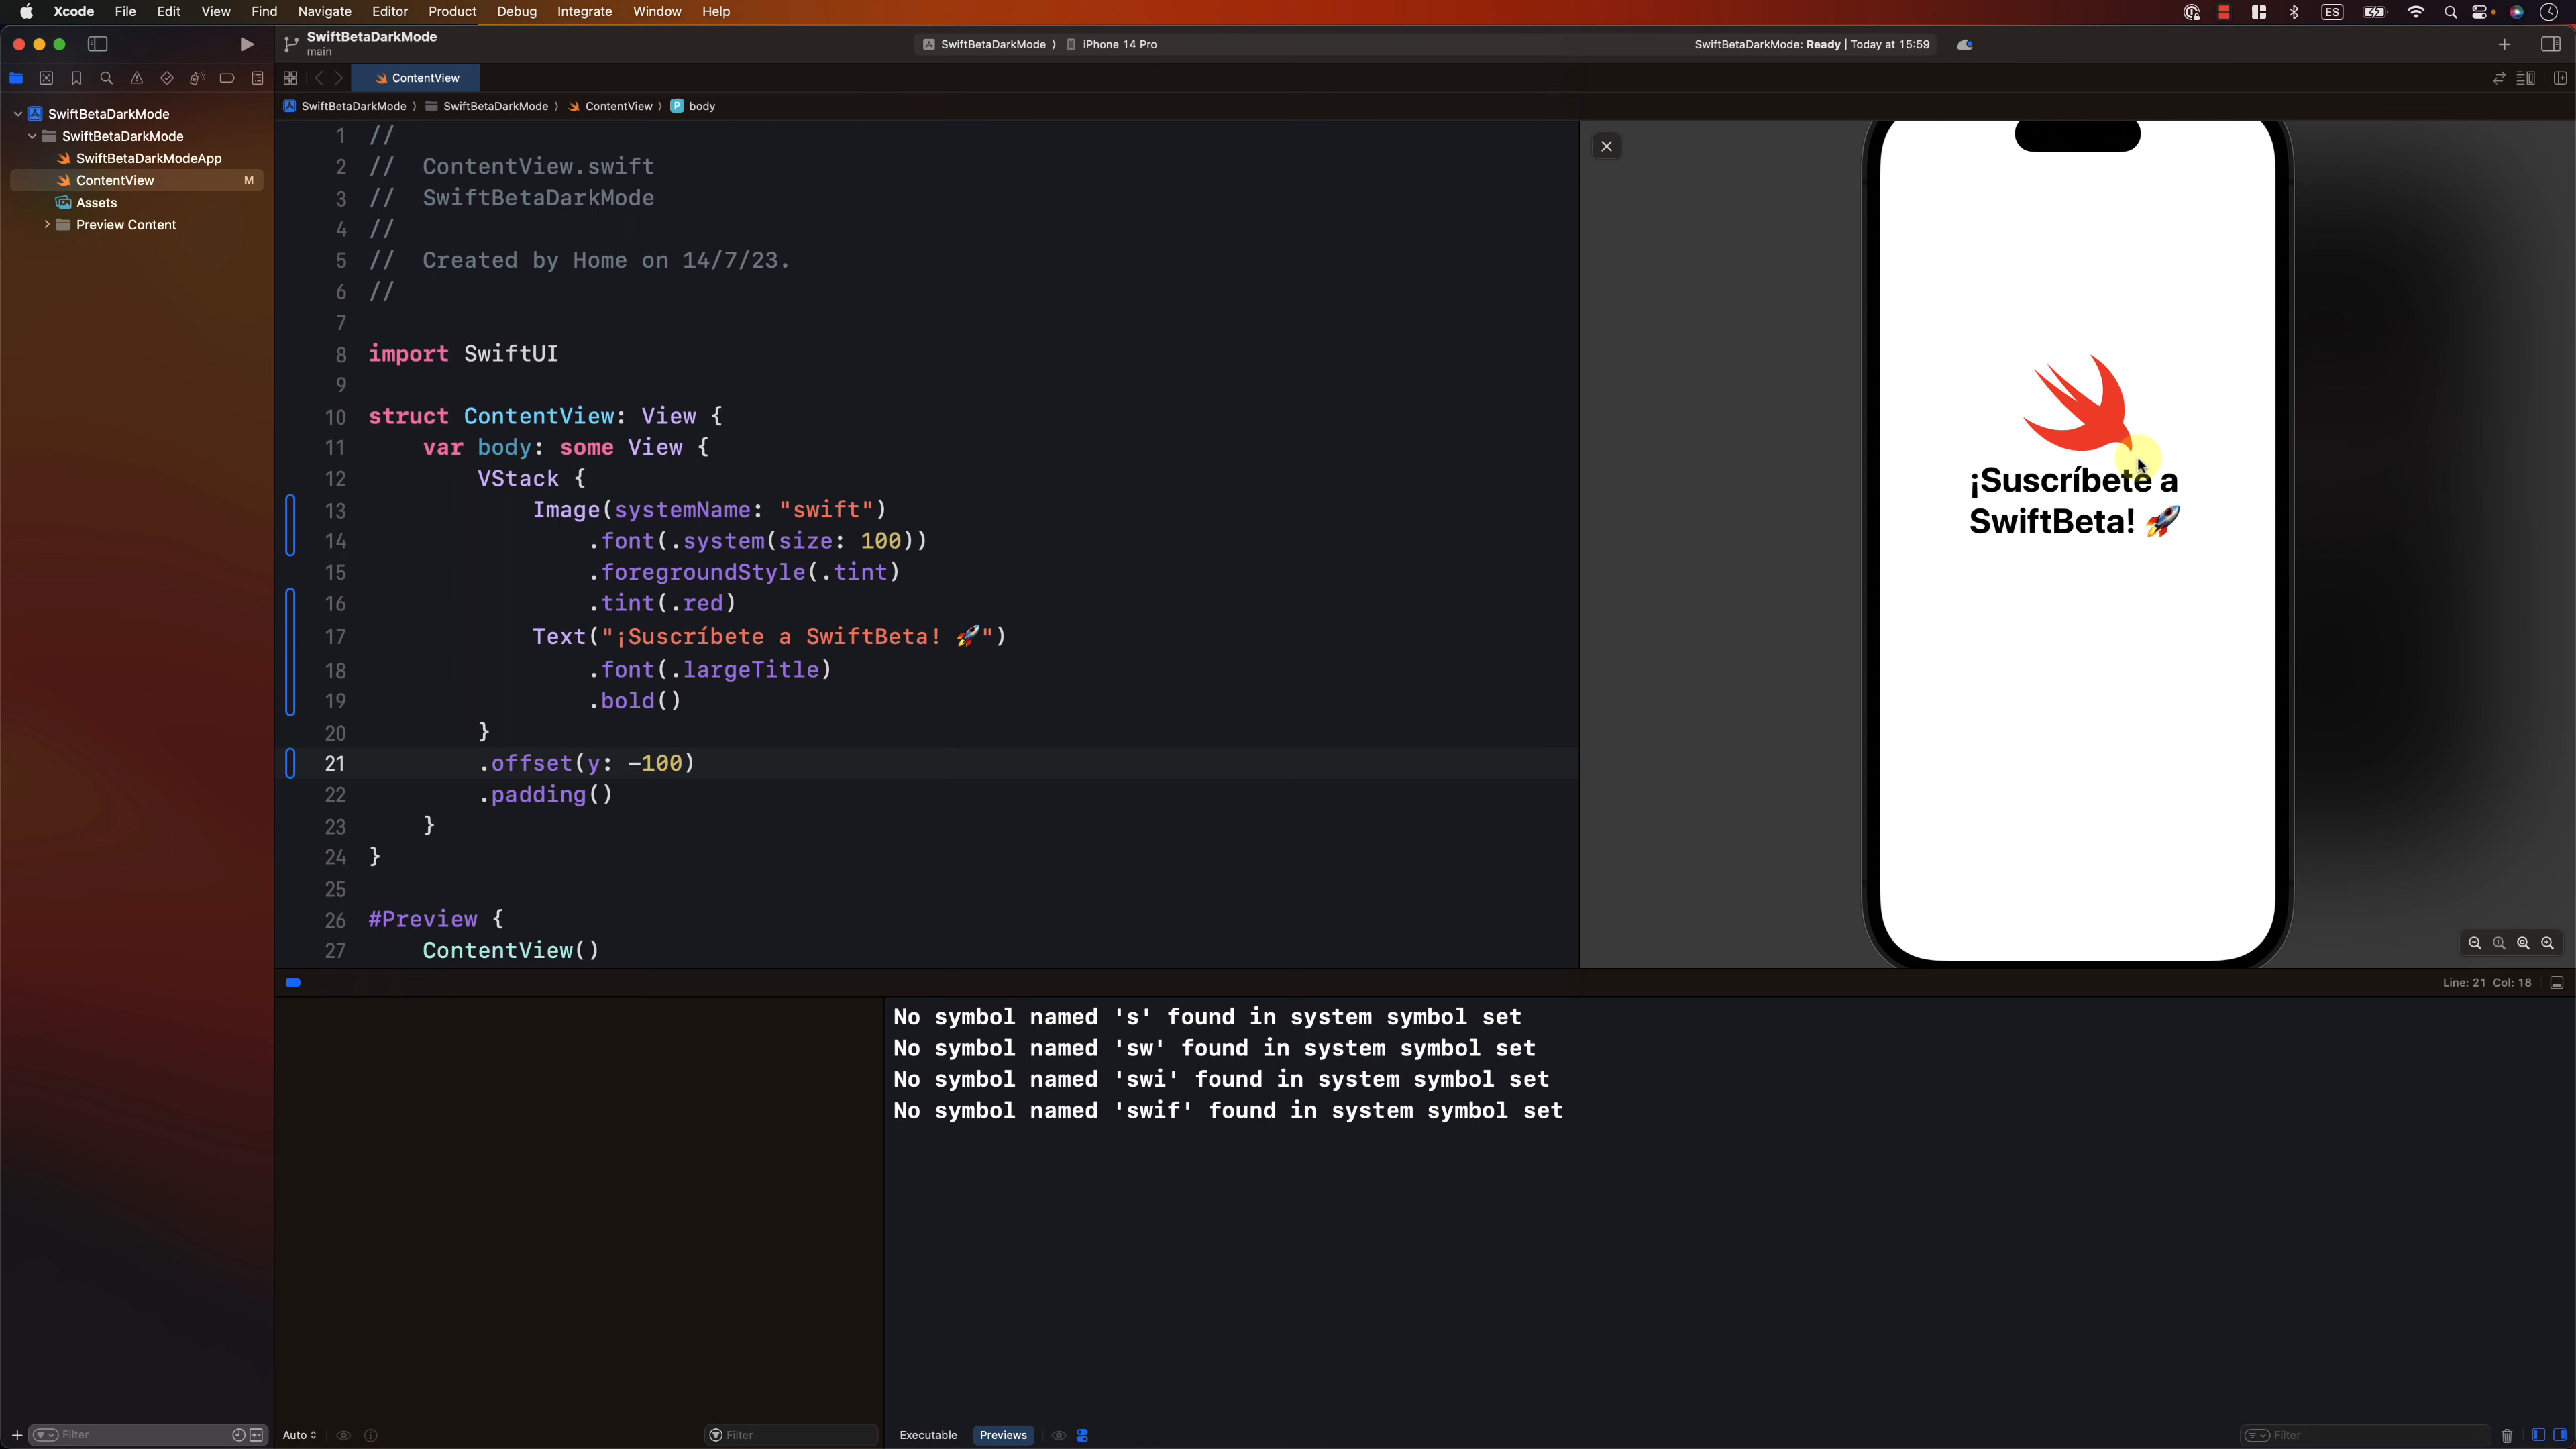 Xcode File Edit View Find Navigate Editor Product Debug Integrate Window Help
ES
SwiftBetaDarkMode
main
SwiftBetaDarkMode
iPhone 14 Pro
SwiftBetaDarkMode: Ready | Today at 15:59
ContentView
SwiftBetaDarkMode
SwiftBetaDarkMode
ContentView
P body
SwiftBetaDarkMode
SwiftBetaDarkMode
SwiftBetaDarkModeApp
ContentView M
Assets
Preview Content
1 //
2 //  ContentView.swift
3 //  SwiftBetaDarkMode
4 //
5 //  Created by Home on 14/7/23.
6 //
7
8 import SwiftUI
9
10 struct ContentView: View {
11     var body: some View {
12         VStack {
13             Image(systemName: "swift")
14                 .font(.system(size: 100))
15                 .foregroundStyle(.tint)
16                 .tint(.red)
17             Text("¡Suscríbete a SwiftBeta! 🚀")
18                 .font(.largeTitle)
19                 .bold()
20         }
21         .offset(y: -100)
22         .padding()
23     }
24 }
25
26 #Preview {
27     ContentView()
¡Suscríbete a
SwiftBeta! 🚀
Line: 21 Col: 18
No symbol named 's' found in system symbol set
No symbol named 'sw' found in system symbol set
No symbol named 'swi' found in system symbol set
No symbol named 'swif' found in system symbol set
Filter
Auto
Filter
Executable
Previews
Filter